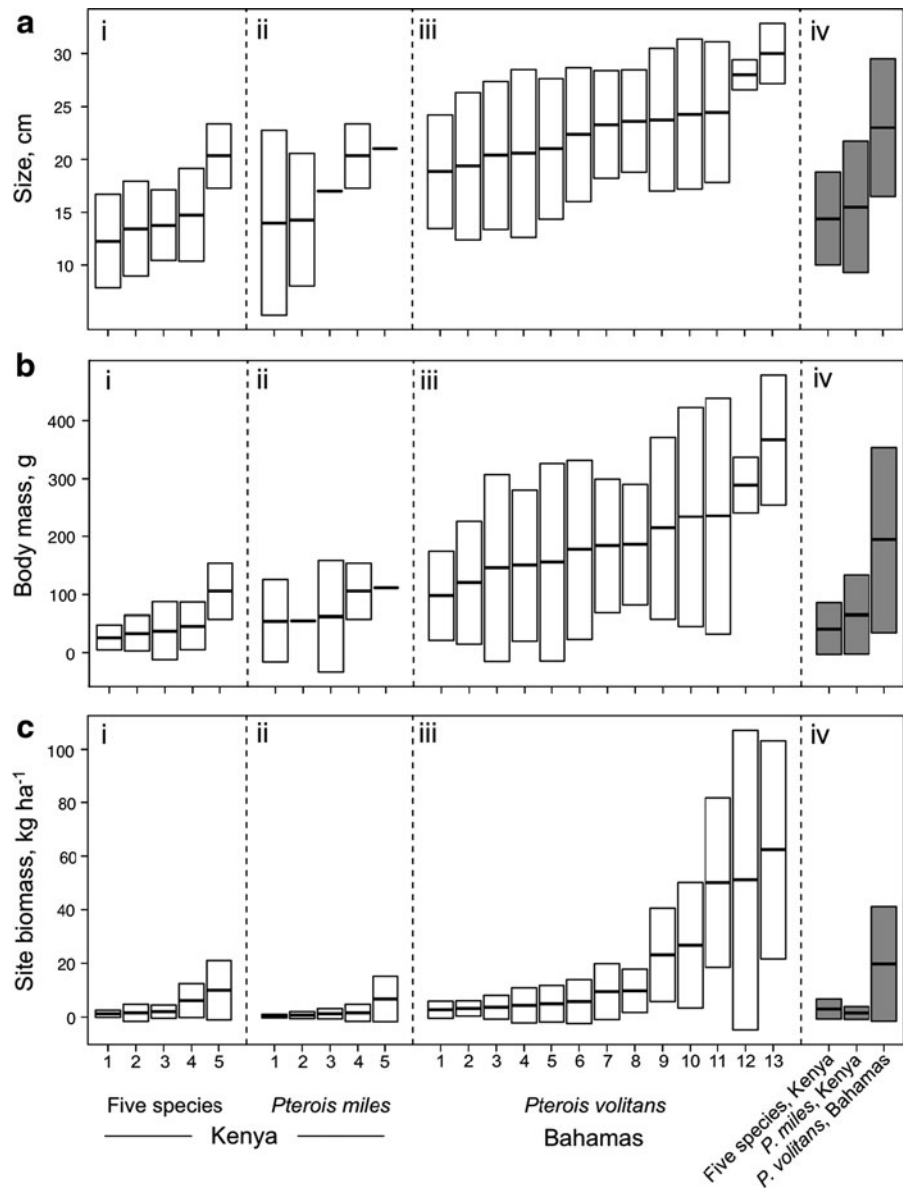 a
i
ii
iii
iv
Size, cm
30
25
20
15
10
b
i
ii
iii
iv
Body mass, g
400
300
200
100
0
c
i
ii
iii
iv
Site biomass, kg ha⁻¹
100
80
60
40
20
0
1 2 3 4 5 1 2 3 4 5 1 2 3 4 5 6 7 8 9 10 11 12 13
Five species Pterois miles Pterois volitans
Kenya Bahamas
Five species, Kenya
P. miles, Kenya
P. volitans, Bahamas